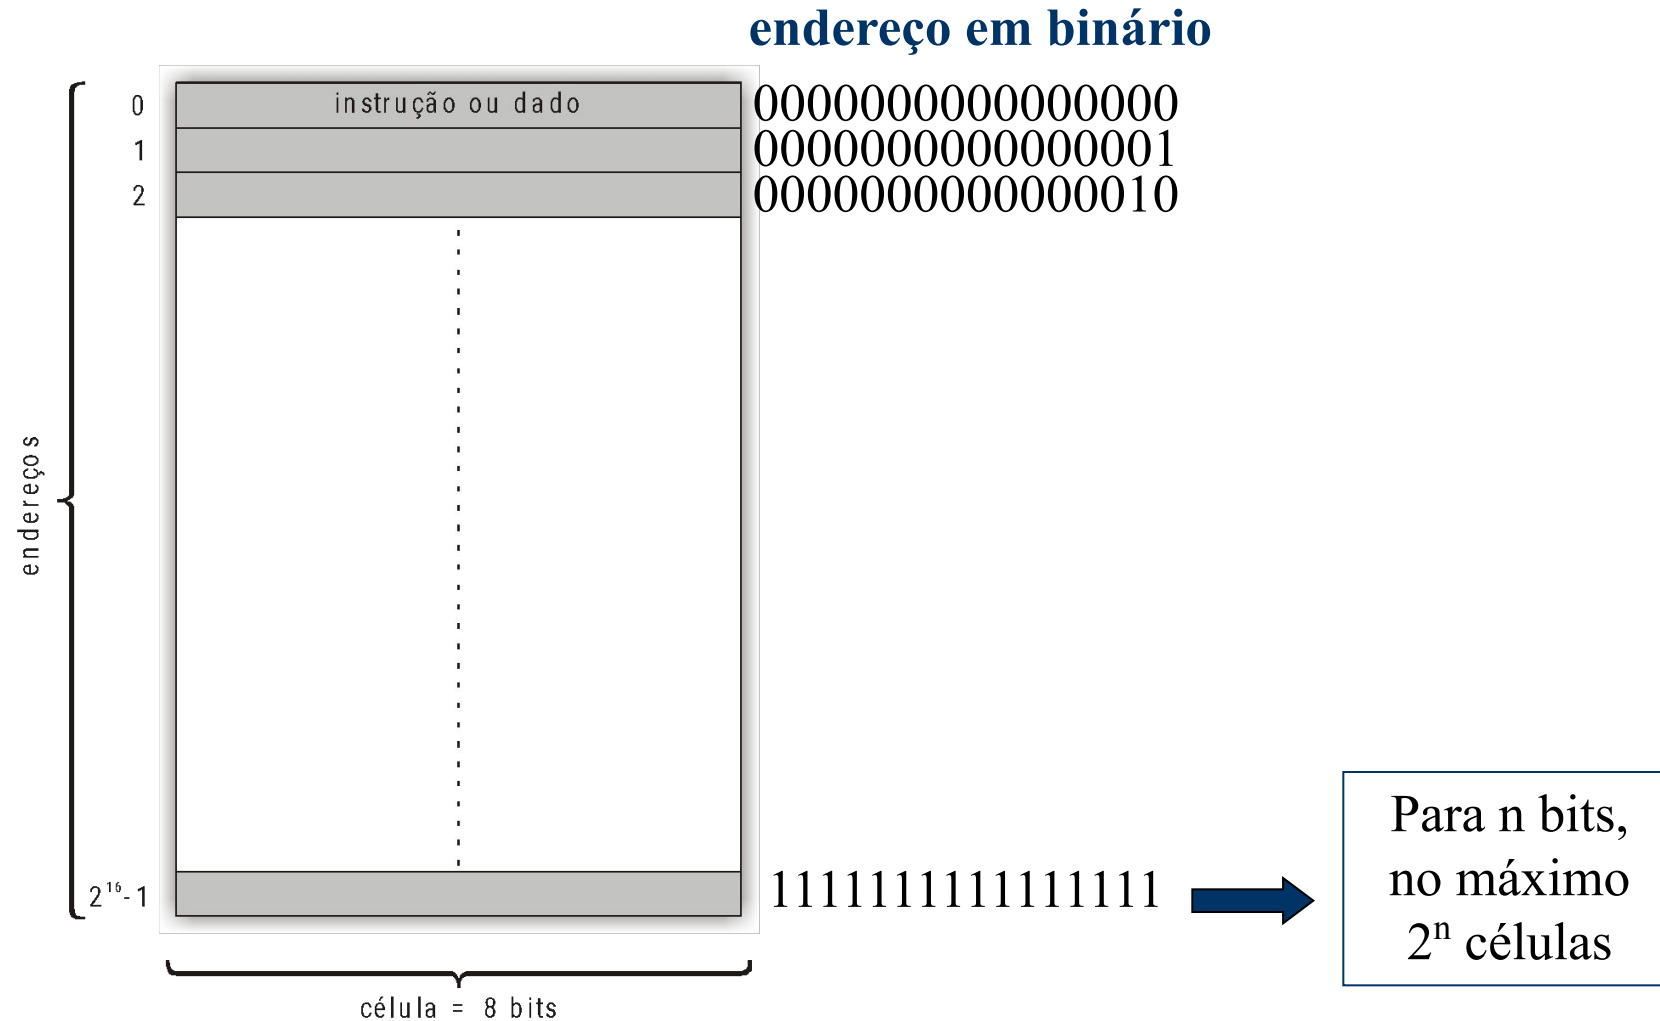 endereço em binário
0 instrução ou dado 0000000000000000
1 0000000000000001
2 0000000000000010
endereços
2¹⁶-1 1111111111111111
Para n bits,
no máximo
2ⁿ células
célula = 8 bits